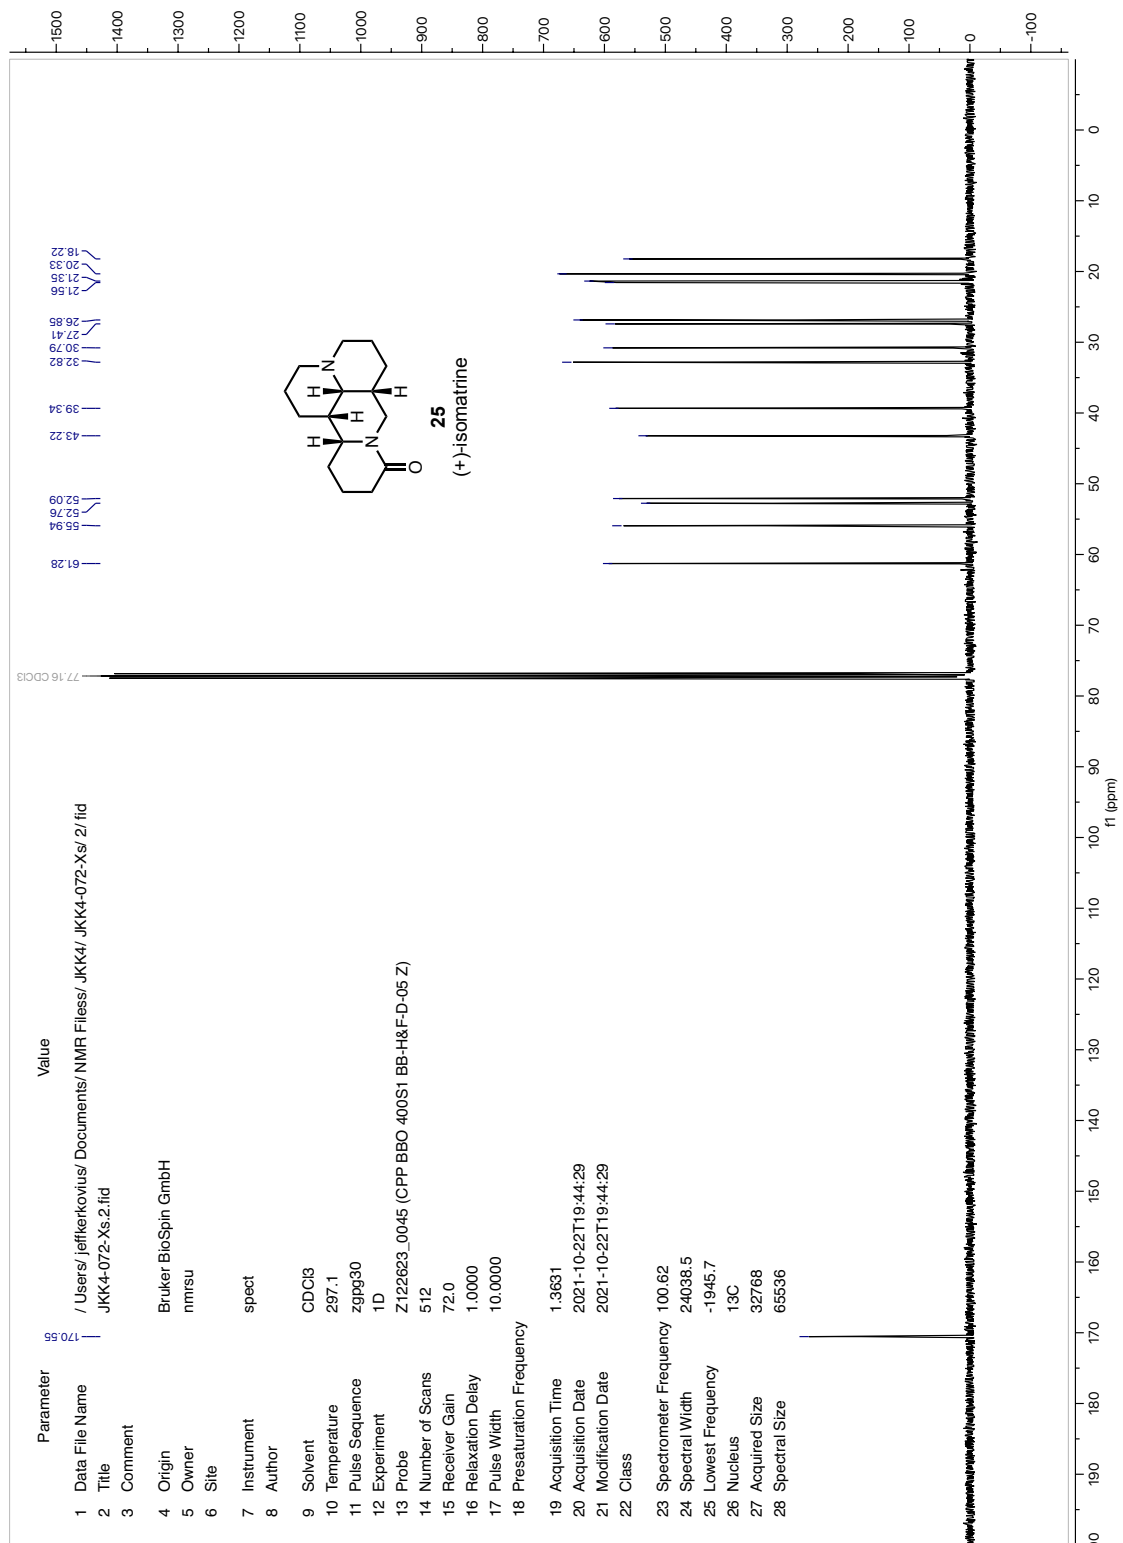 Parameter Value
1 Data File Name / Users/ jeffkerkovius/ Documents/ NMR Filess/ JKK4/ JKK4-072-Xs/ 2/ fid
2 Title JKK4-072-Xs.2.fid
3 Comment
4 Origin Bruker BioSpin GmbH
5 Owner nmrsu
6 Site
7 Instrument spect
8 Author
9 Solvent CDCl3
10 Temperature 297.1
11 Pulse Sequence zgpg30
12 Experiment 1D
13 Probe Z122623_0045 (CPP BBO 400S1 BB-H&F-D-05 Z)
14 Number of Scans 512
15 Receiver Gain 72.0
16 Relaxation Delay 1.0000
17 Pulse Width 10.0000
18 Presaturation Frequency
19 Acquisition Time 1.3631
20 Acquisition Date 2021-10-22T19:44:29
21 Modification Date 2021-10-22T19:44:29
22 Class
23 Spectrometer Frequency 100.62
24 Spectral Width 24038.5
25 Lowest Frequency -1945.7
26 Nucleus 13C
27 Acquired Size 32768
28 Spectral Size 65536
170.55
77.16 CDCl3
61.28
55.94
52.76
52.09
43.22
39.34
32.82
30.79
27.41
26.85
21.56
21.35
20.33
18.22
N
H
H
H
H
N
O
25
(+)-isomatrine
1500
1400
1300
1200
1100
1000
900
800
700
600
500
400
300
200
100
0
-100
190 180 170 160 150 140 130 120 110 100 90 80 70 60 50 40 30 20 10 0
f1 (ppm)